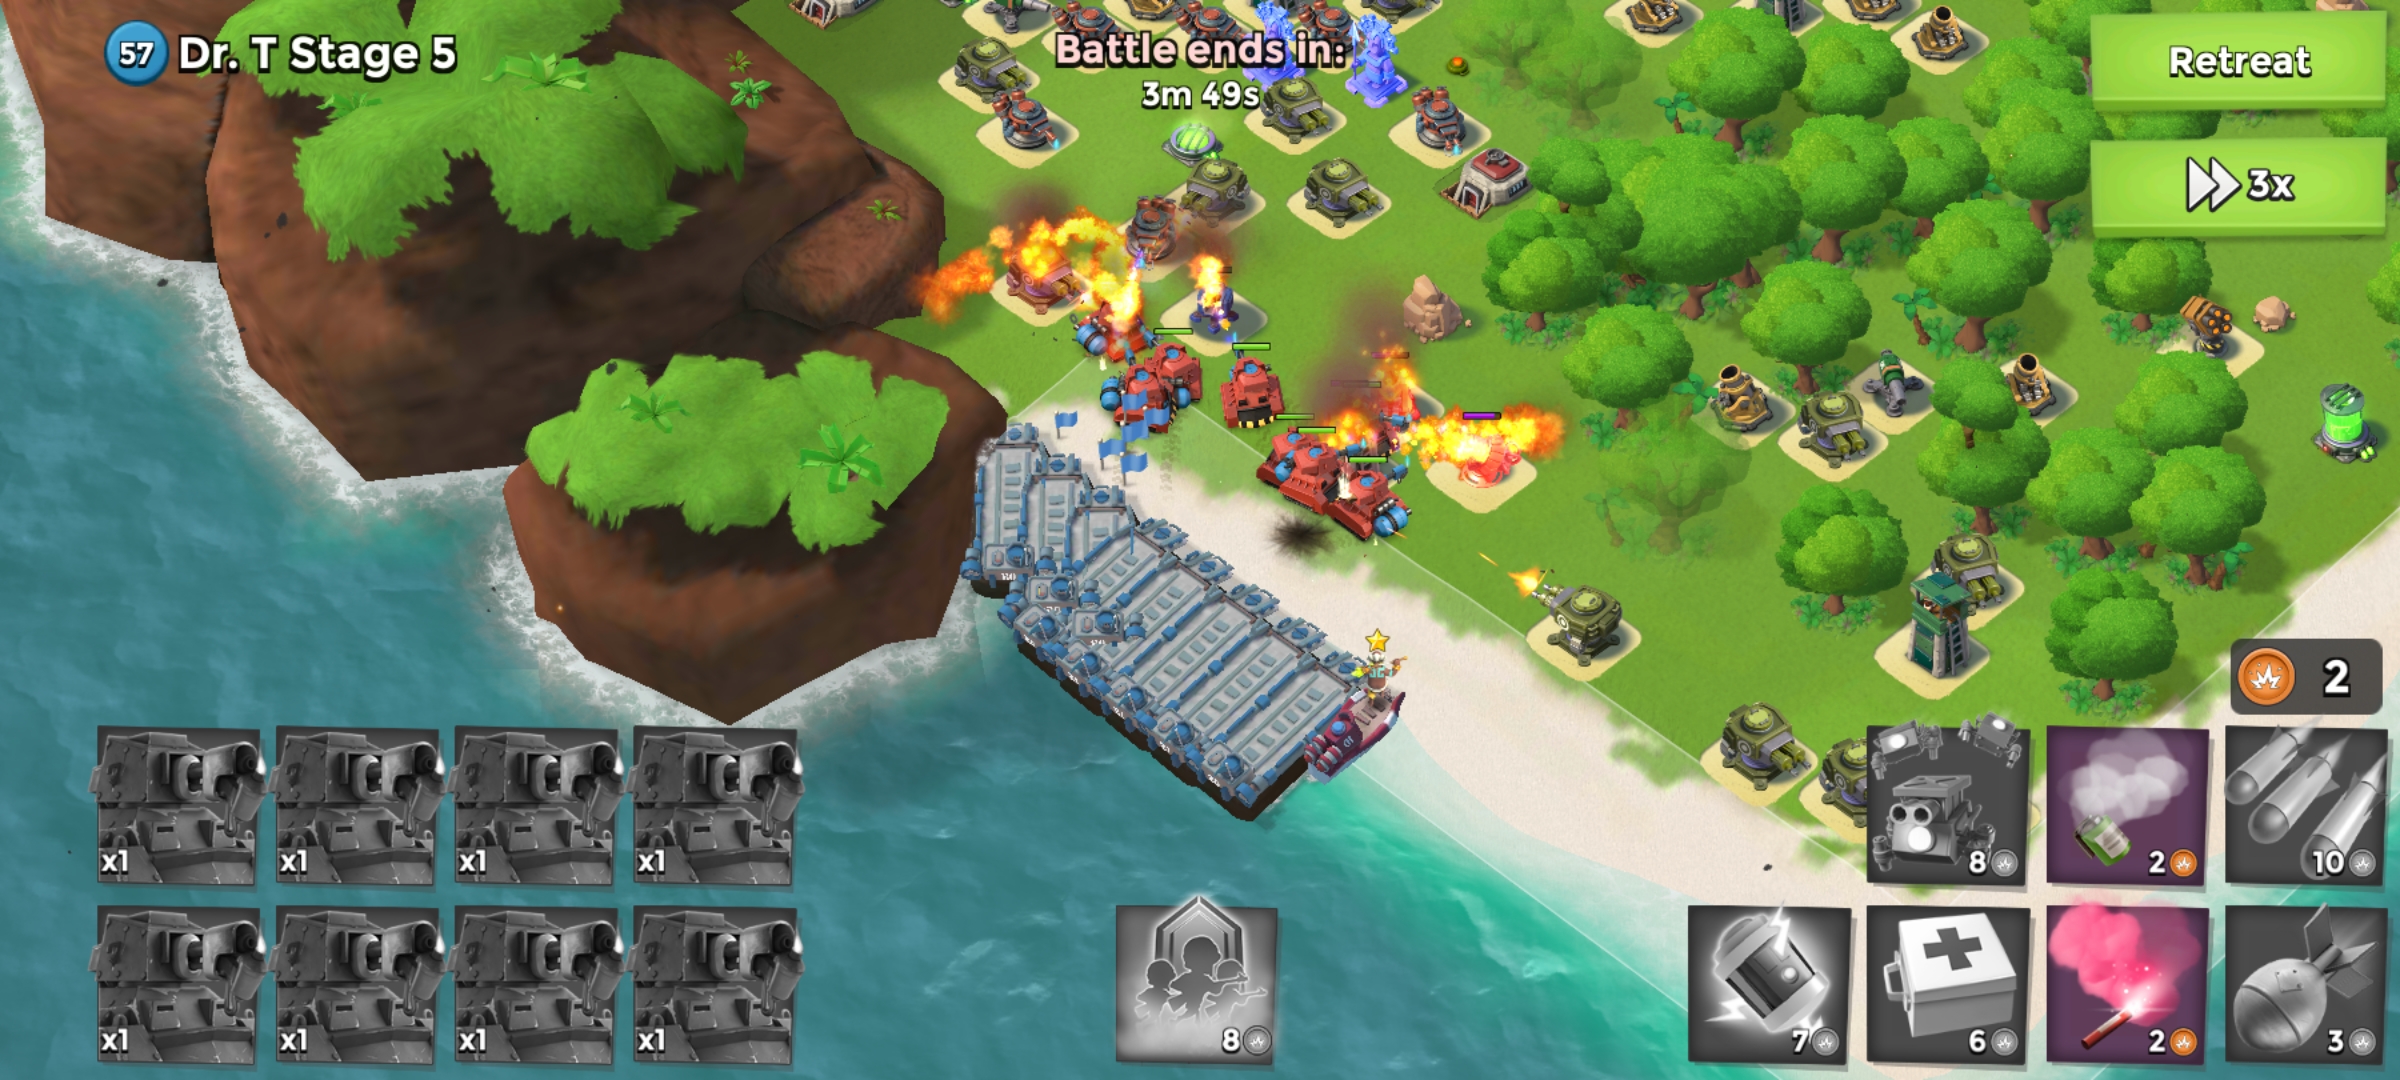 57 Dr. T Stage 5
Battle ends in:
3m 49s
Retreat
3x
2
x1 x1 x1 x1
8 2 10
x1 x1 x1 x1
8
7 6 2 3